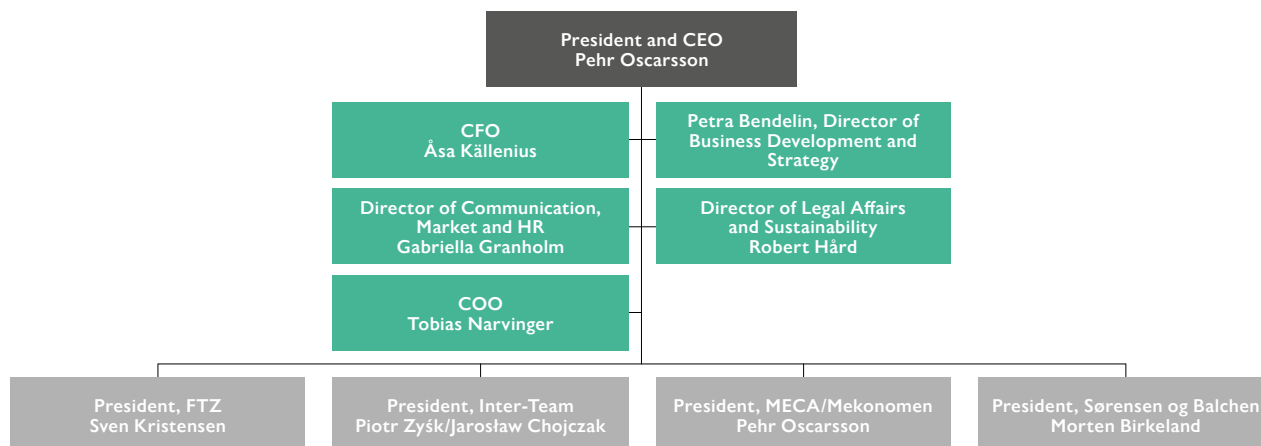 President and CEO
Pehr Oscarsson
CFO
Åsa Källenius
Petra Bendelin, Director of
Business Development and
Strategy
Director of Communication,
Market and HR
Gabriella Granholm
Director of Legal Affairs
and Sustainability
Robert Hård
COO
Tobias Narvinger
President, FTZ
Sven Kristensen
President, Inter-Team
Piotr Zyśk/Jarosław Chojczak
President, MECA/Mekonomen
Pehr Oscarsson
President, Sørensen og Balchen
Morten Birkeland